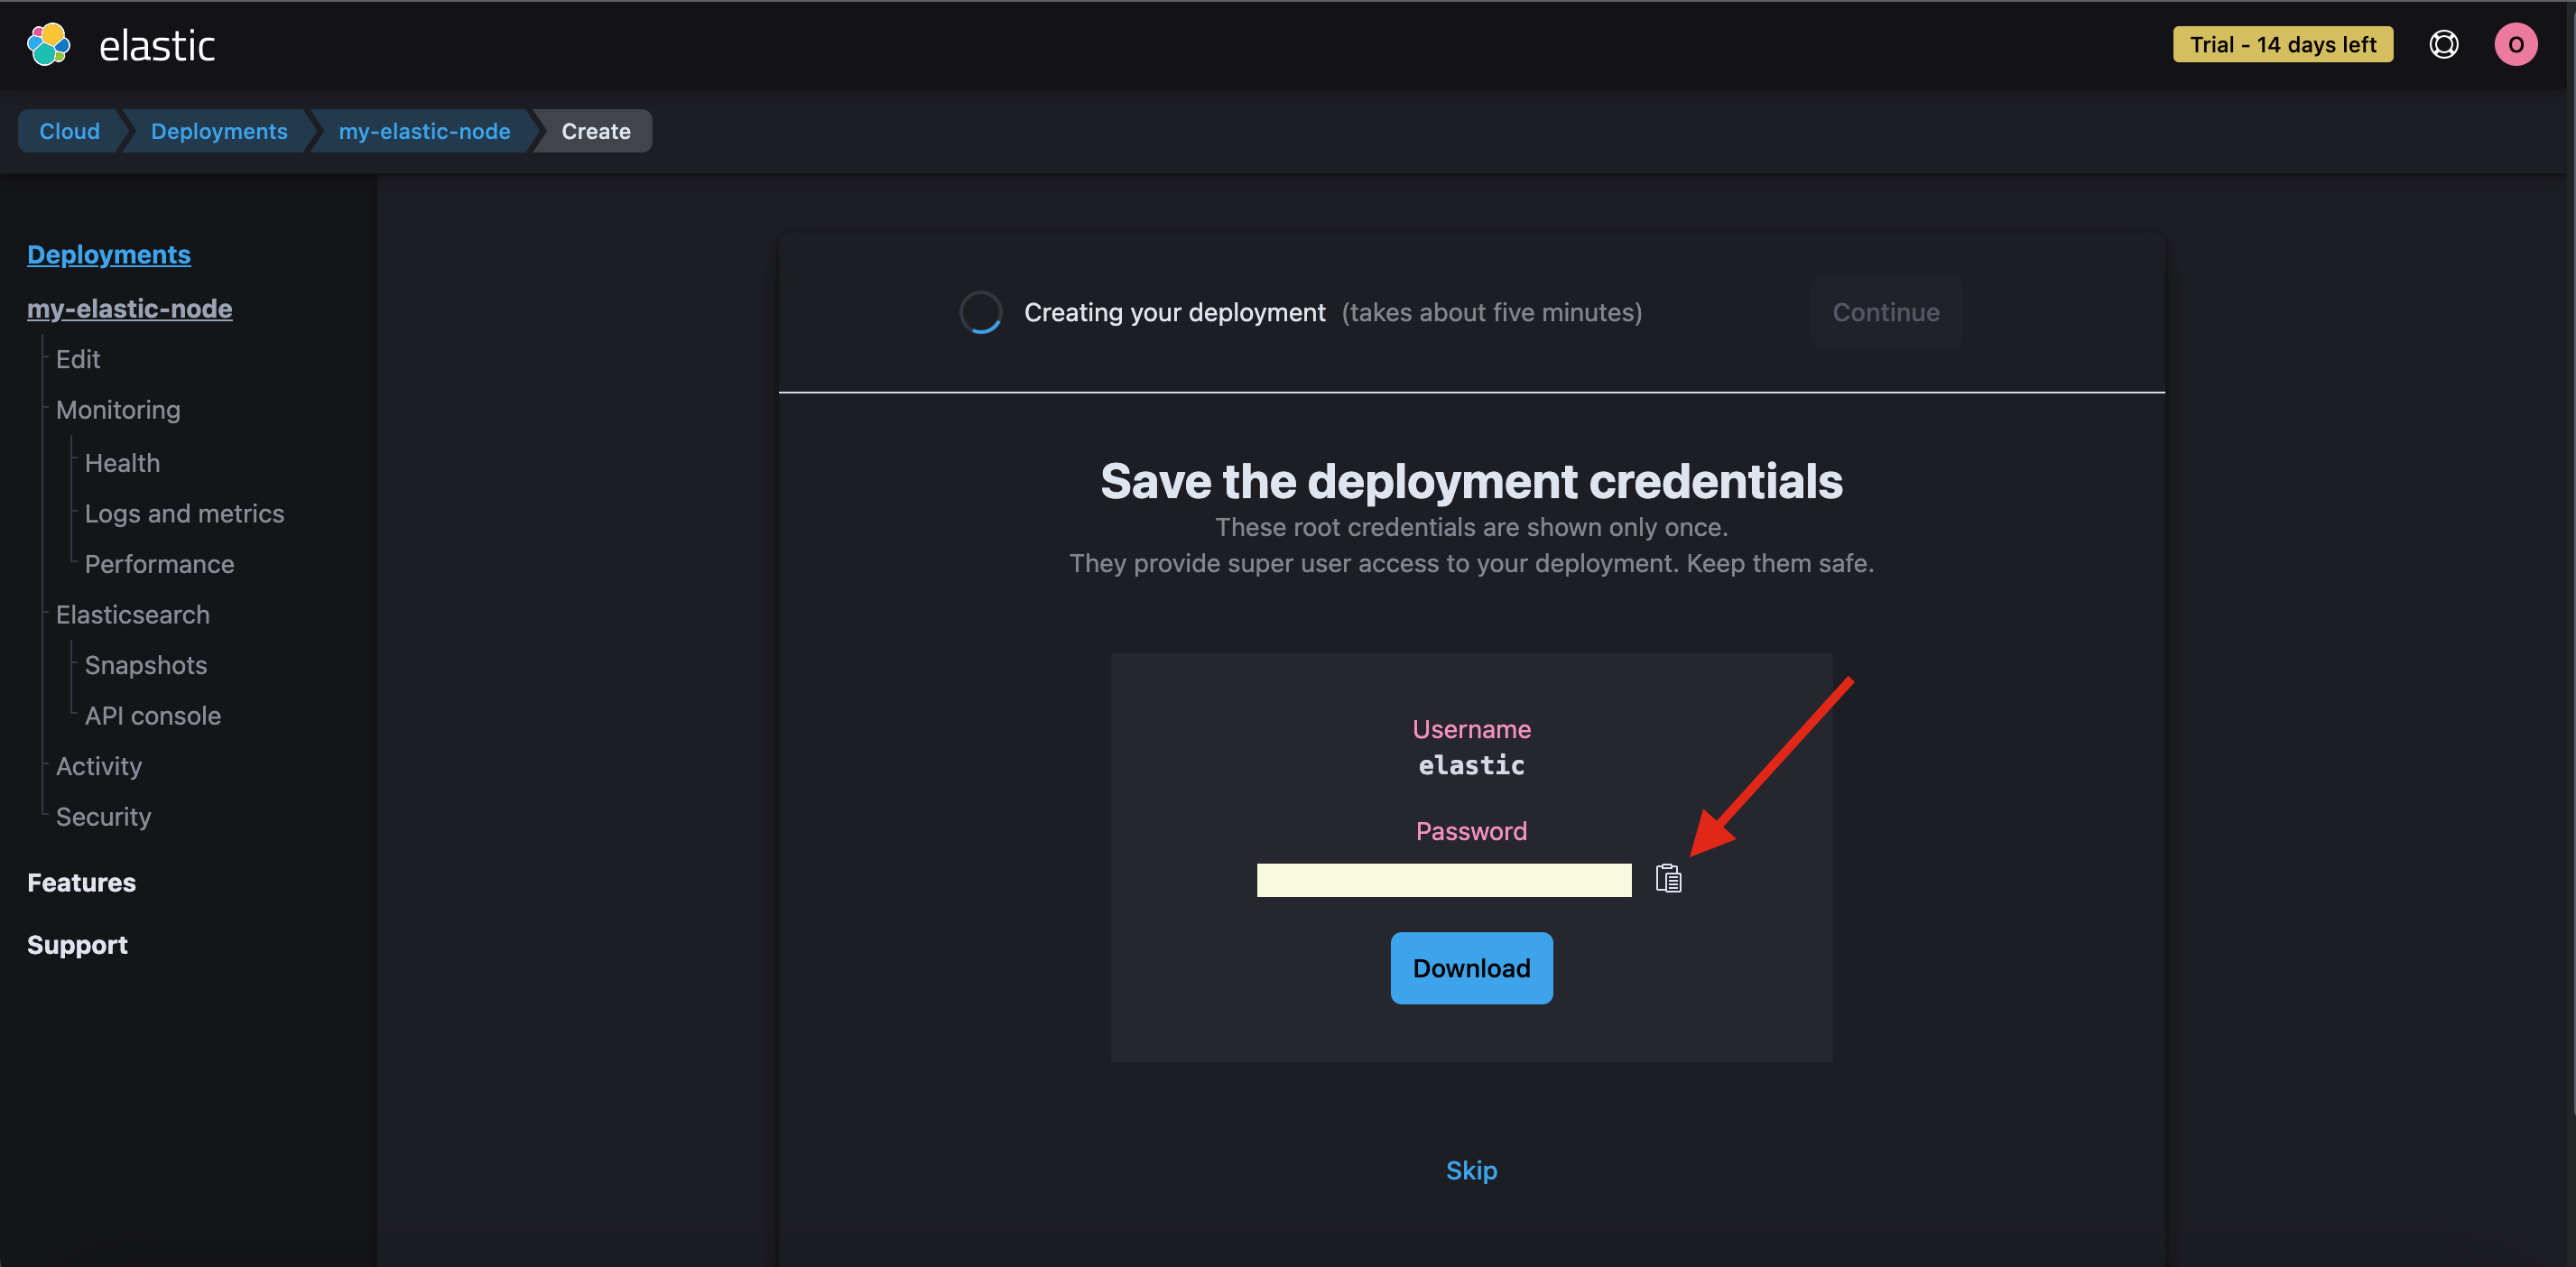 elastic
Trial - 14 days left
O
Cloud
Deployments
my-elastic-node
Create
Deployments
my-elastic-node
Edit
Monitoring
Health
Logs and metrics
Performance
Elasticsearch
Snapshots
API console
Activity
Security
Features
Support
Creating your deployment (takes about five minutes)
Continue
Save the deployment credentials
These root credentials are shown only once.
They provide super user access to your deployment. Keep them safe.
Username
elastic
Password
Download
Skip